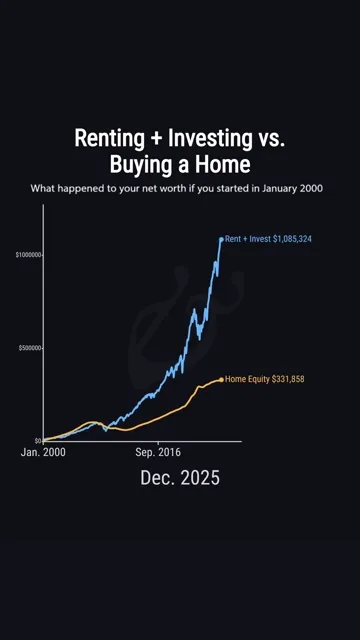 Renting + Investing vs.
Buying a Home
What happened to your net worth if you started in January 2000
Rent + Invest $1,085,324
$1000000
$500000
Home Equity $331,858
$0
Jan. 2000
Sep. 2016
Dec. 2025